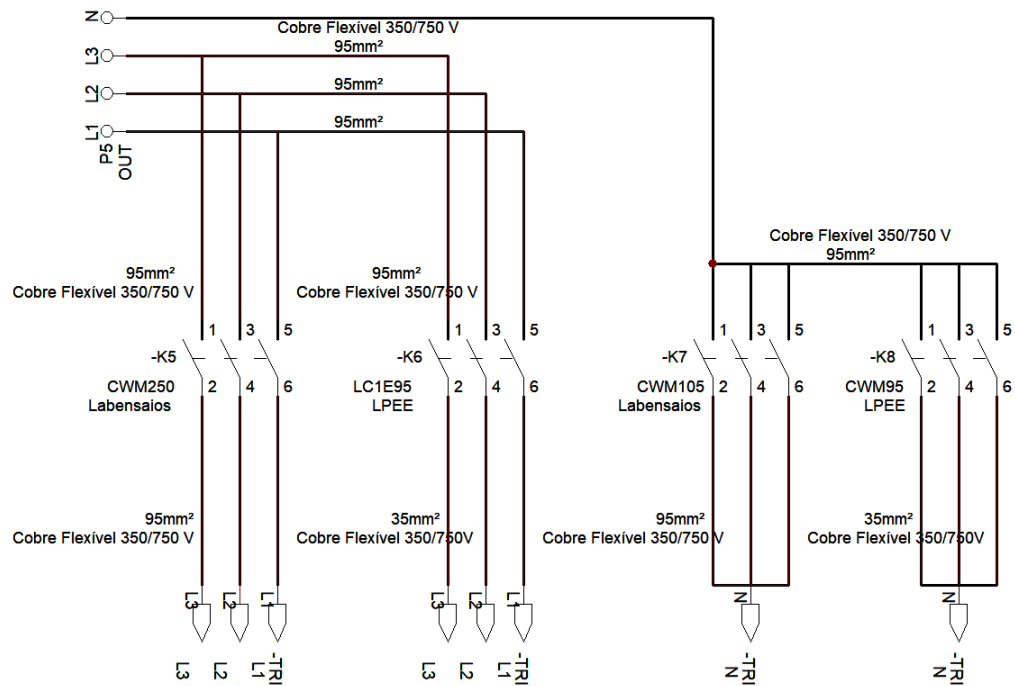 N
Cobre Flexível 350/750 V
L3
95mm²
L2
95mm²
L1
95mm²
P5
OUT
Cobre Flexível 350/750 V
95mm²
95mm²
Cobre Flexível 350/750 V
95mm²
Cobre Flexível 350/750 V
1 3 5
-K5
CWM250
Labensaios
2 4 6
1 3 5
-K6
LC1E95
LPEE
2 4 6
1 3 5
-K7
CWM105
Labensaios
2 4 6
1 3 5
-K8
CWM95
LPEE
2 4 6
95mm²
Cobre Flexível 350/750 V
35mm²
Cobre Flexível 350/750V
95mm²
Cobre Flexível 350/750 V
35mm²
Cobre Flexível 350/750V
L3 L2 L1
L3 L2 L1
N
N
L3 L2 L1 -TRI
L3 L2 L1 -TRI
N -TRI
N -TRI